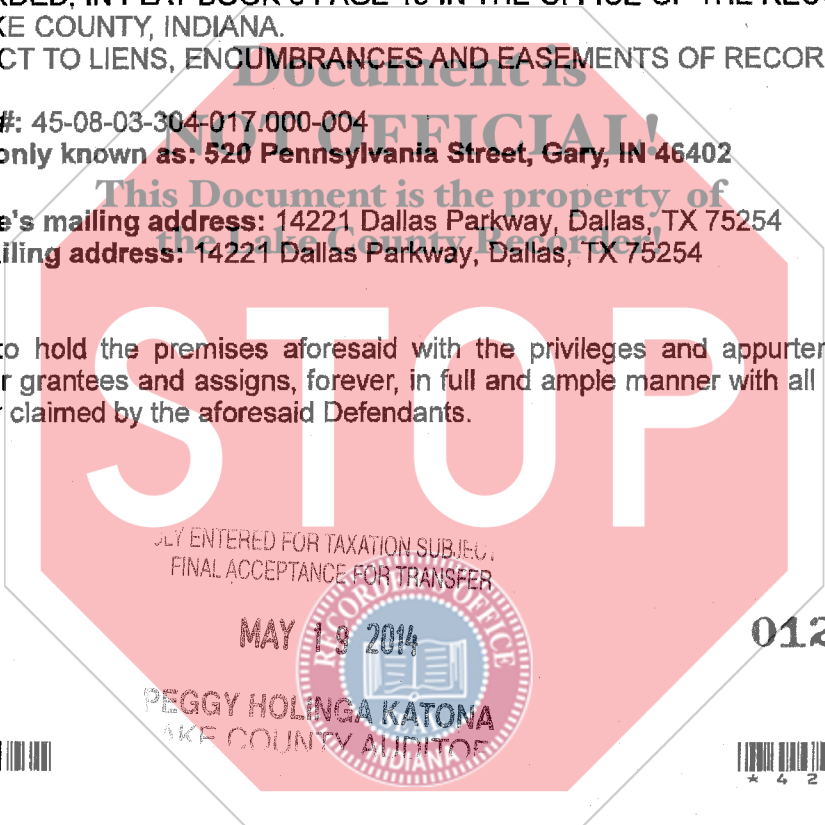 CT TO LIENS, ENCUMBRANCES AND EASEMENTS OF RECOR
KE COUNTY, INDIANA.
Document is
#: 45-08-03-304-017.000-004
NOT OFFICIAL!
only known as: 520 Pennsylvania Street, Gary, IN 46402
This Document is the property of
e's mailing address: 14221 Dallas Parkway, Dallas, TX 75254
the Lake County Recorder!
iling address: 14221 Dallas Parkway, Dallas, TX 75254
STOP
to hold the premises aforesaid with the privileges and appurten
r grantees and assigns, forever, in full and ample manner with all
claimed by the aforesaid Defendants.
LY ENTERED FOR TAXATION SUBJECT
FINAL ACCEPTANCE FOR TRANSFER
MAY 19 2014
012
PEGGY HOLINGA KATONA
AKE COUNTY AUDITOR
INDIANA
* 4 2